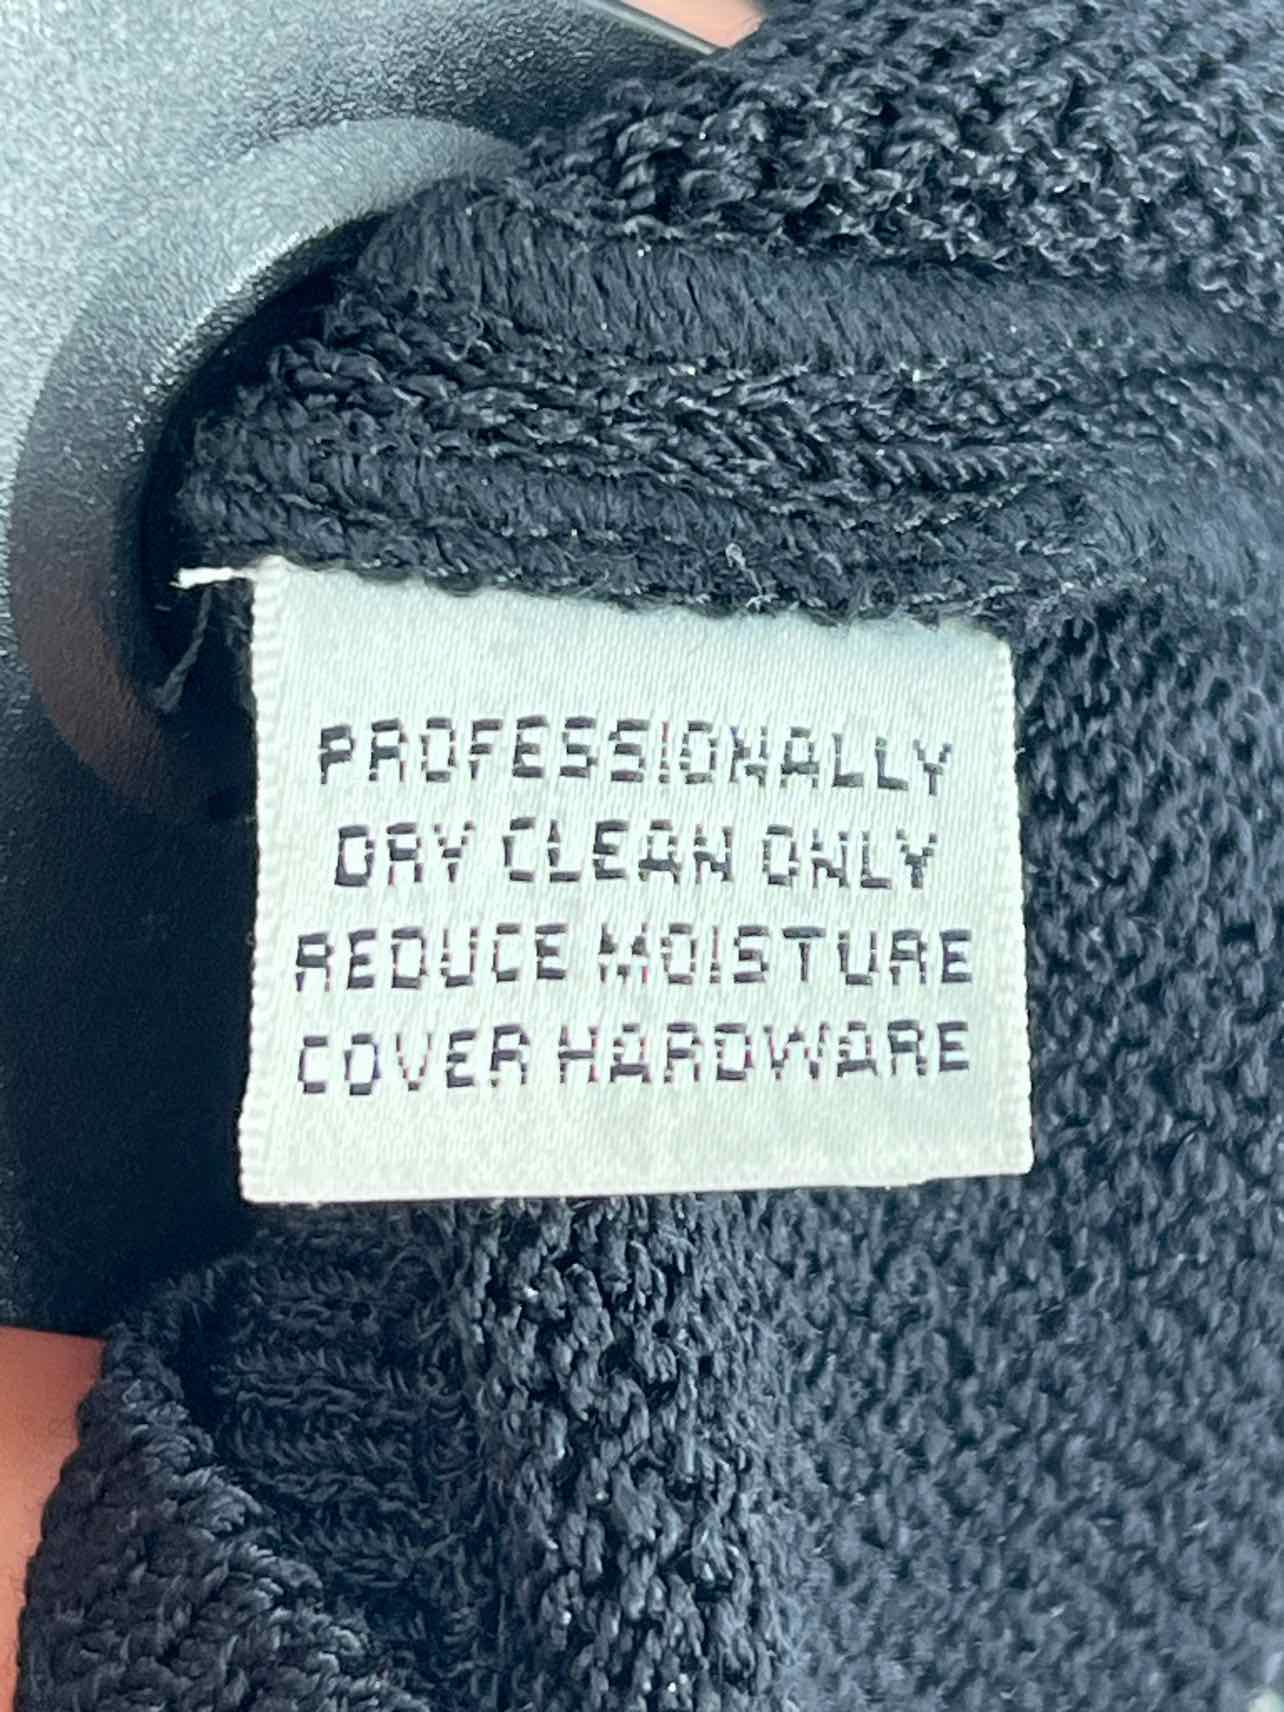 PROFESSIONALLY
DRY CLEAN ONLY
REDUCE MOISTURE
COVER HARDWARE